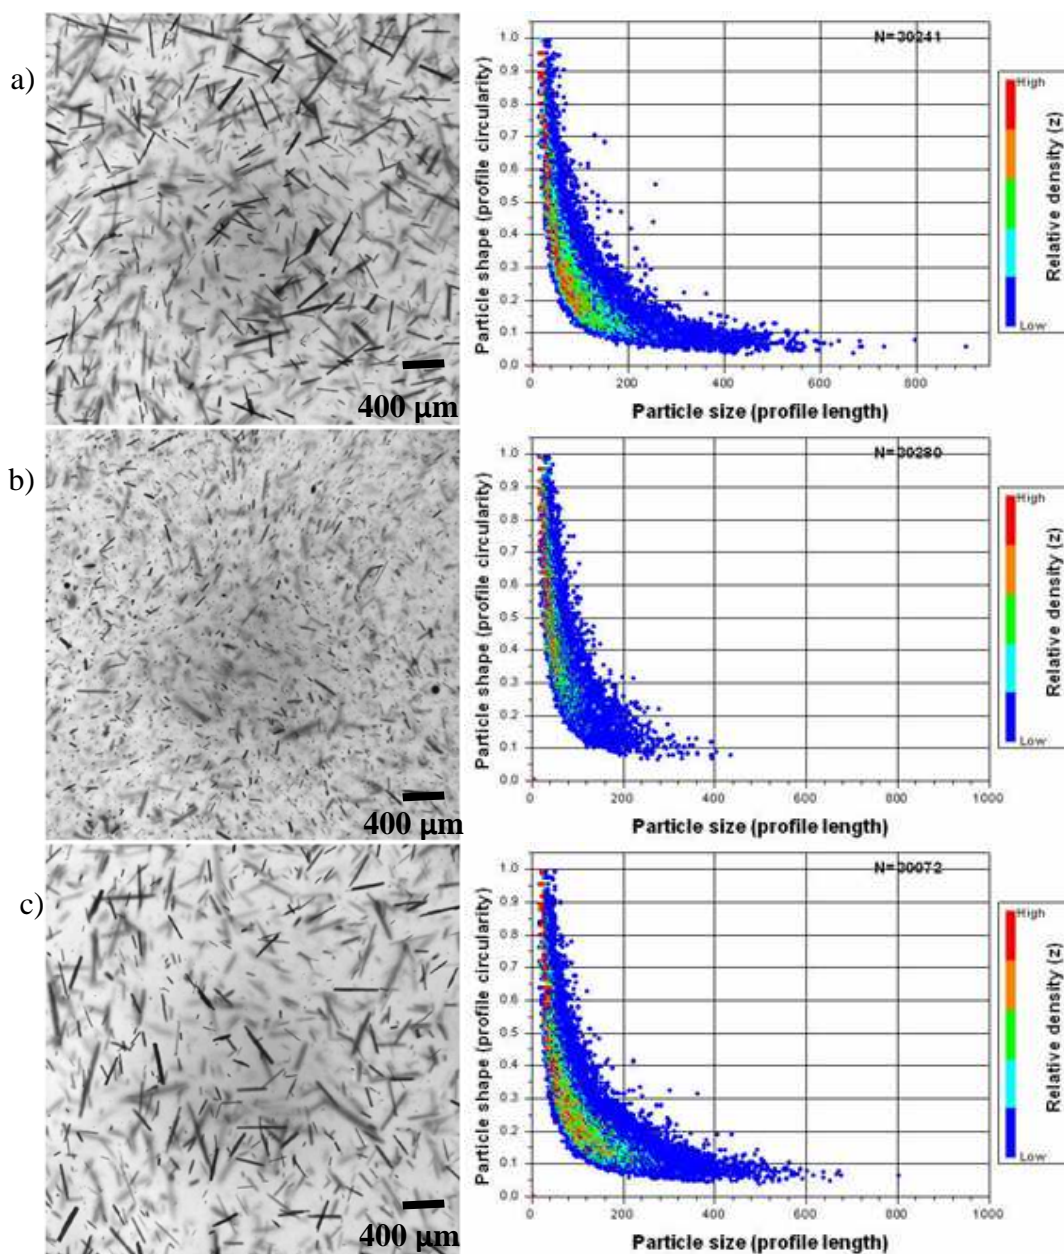 a)
400 µm
N=30241
Particle shape (profile circularity)
1.0
0.9
0.8
0.7
0.6
0.5
0.4
0.3
0.2
0.1
0.0
0 200 400 600 800
Particle size (profile length)
High
Low
Relative density (z)
b)
400 µm
N=30280
Particle shape (profile circularity)
1.0
0.9
0.8
0.7
0.6
0.5
0.4
0.3
0.2
0.1
0.0
0 200 400 600 800 1000
Particle size (profile length)
High
Low
Relative density (z)
c)
400 µm
N=30072
Particle shape (profile circularity)
1.0
0.9
0.8
0.7
0.6
0.5
0.4
0.3
0.2
0.1
0.0
0 200 400 600 800 1000
Particle size (profile length)
High
Low
Relative density (z)